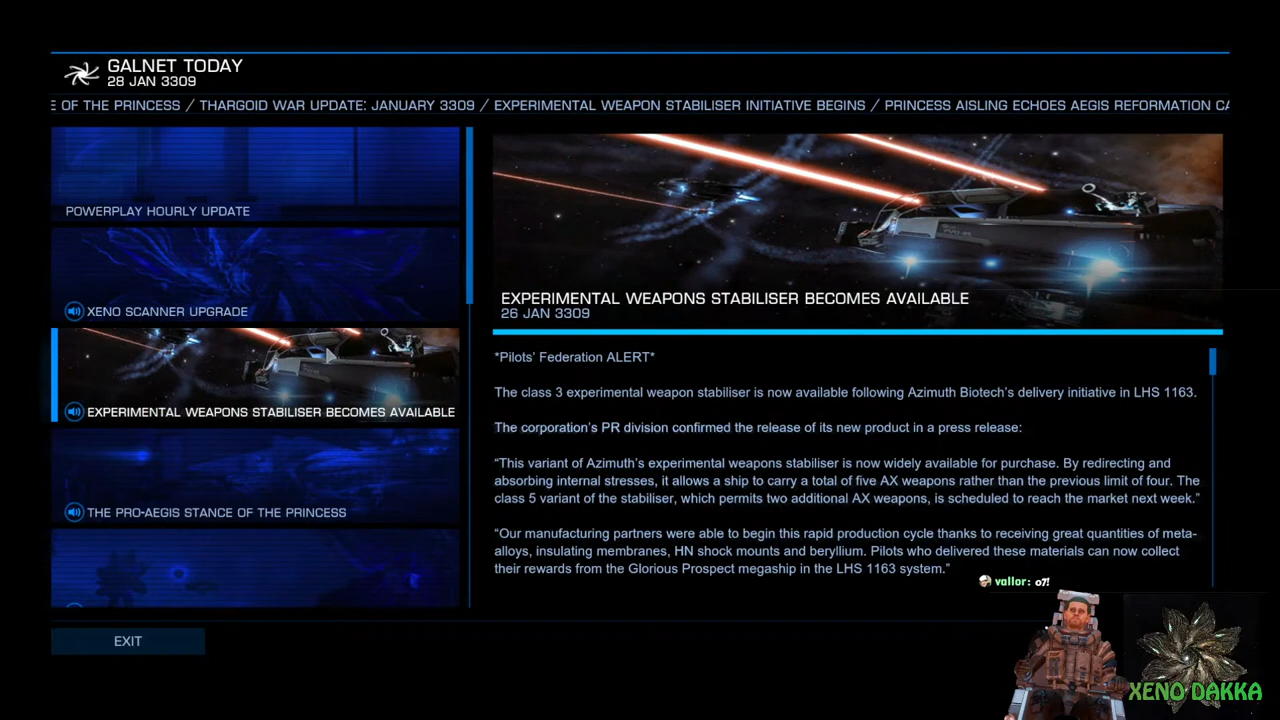 GALNET TODAY
28 JAN 3309
E OF THE PRINCESS / THARGOID WAR UPDATE: JANUARY 3309 / EXPERIMENTAL WEAPON STABILISER INITIATIVE BEGINS / PRINCESS AISLING ECHOES AEGIS REFORMATION CA
POWERPLAY HOURLY UPDATE
XENO SCANNER UPGRADE
EXPERIMENTAL WEAPONS STABILISER BECOMES AVAILABLE
THE PRO-AEGIS STANCE OF THE PRINCESS
EXPERIMENTAL WEAPONS STABILISER BECOMES AVAILABLE
26 JAN 3309
*Pilots' Federation ALERT*
The class 3 experimental weapon stabiliser is now available following Azimuth Biotech's delivery initiative in LHS 1163.
The corporation's PR division confirmed the release of its new product in a press release:
“This variant of Azimuth's experimental weapons stabiliser is now widely available for purchase. By redirecting and
absorbing internal stresses, it allows a ship to carry a total of five AX weapons rather than the previous limit of four. The
class 5 variant of the stabiliser, which permits two additional AX weapons, is scheduled to reach the market next week.”
“Our manufacturing partners were able to begin this rapid production cycle thanks to receiving great quantities of meta-
alloys, insulating membranes, HN shock mounts and beryllium. Pilots who delivered these materials can now collect
their rewards from the Glorious Prospect megaship in the LHS 1163 system.”
vallor: o7!
EXIT
XENO DAKKA